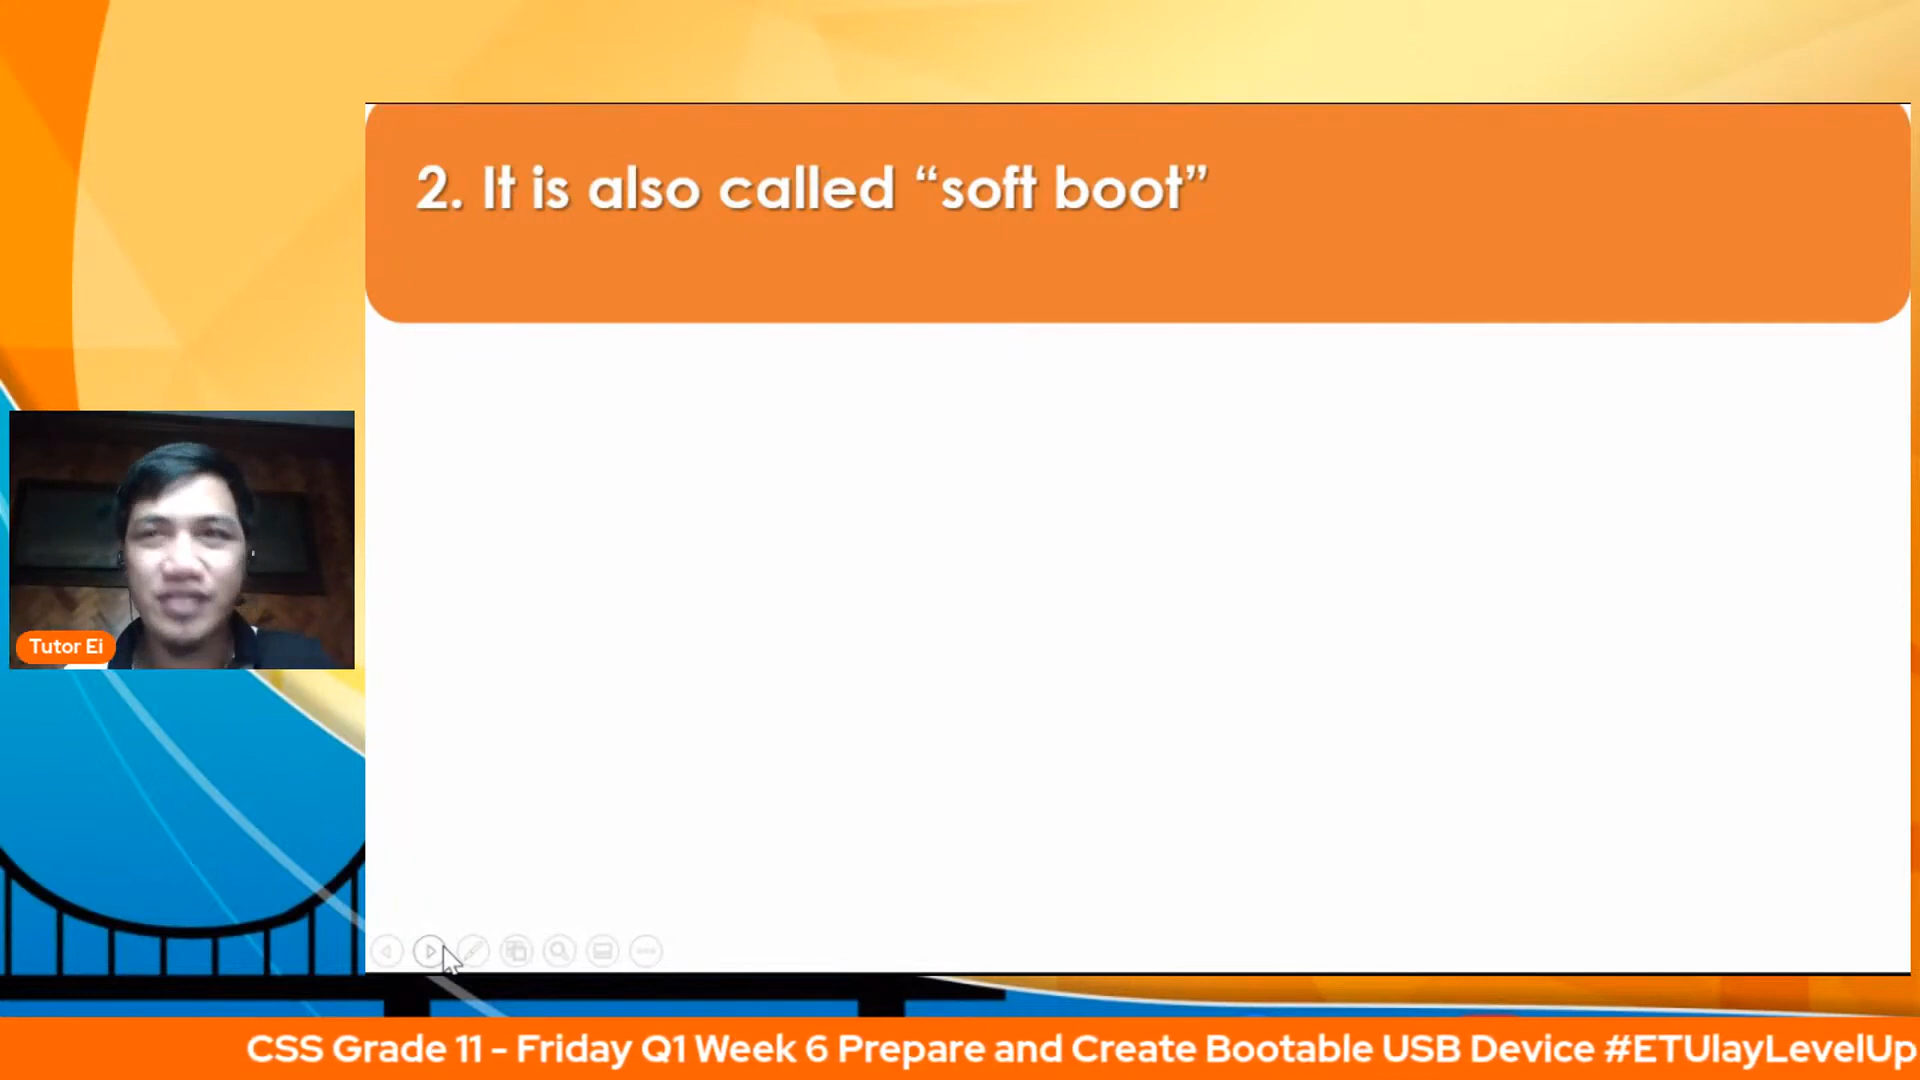 2. It is also called “soft boot”
Tutor Ei
CSS Grade 11 - Friday Q1 Week 6 Prepare and Create Bootable USB Device #ETUlayLevelUp